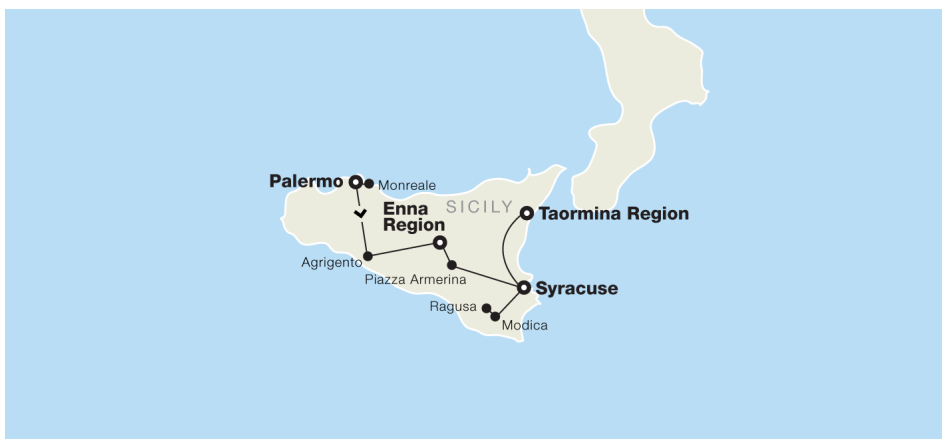 Palermo
Monreale
SICILY
Enna
Region
Taormina Region
Agrigento
Piazza Armerina
Syracuse
Ragusa
Modica